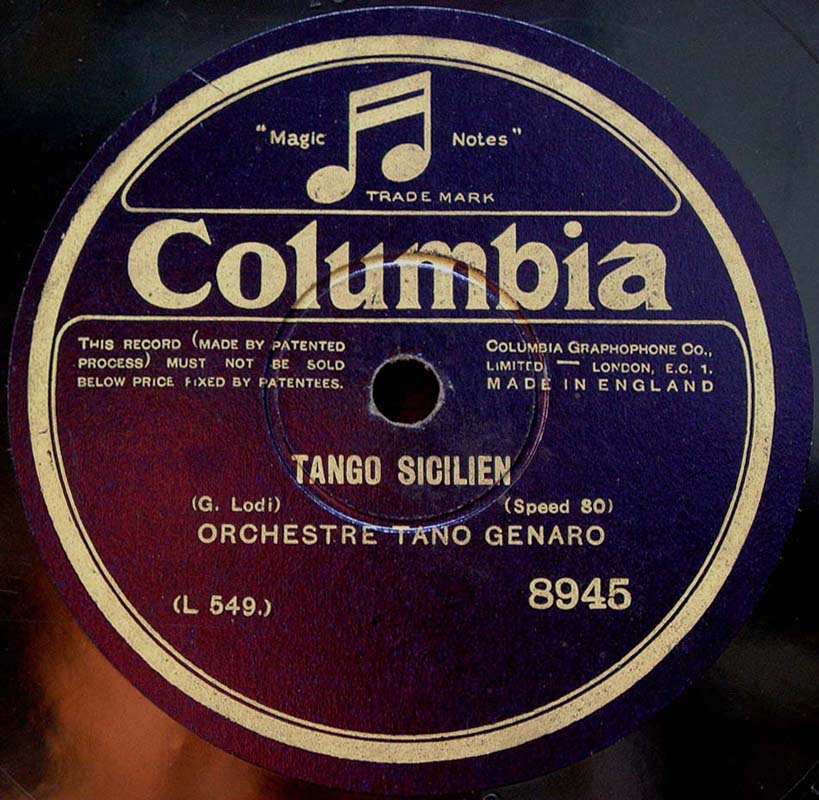 "Magic Notes"
TRADE MARK
Columbia
THIS RECORD (MADE BY PATENTED
PROCESS) MUST NOT BE SOLD
BELOW PRICE FIXED BY PATENTEES.
COLUMBIA GRAPHOPHONE CO.,
LIMITED — LONDON, E.C. 1.
MADE IN ENGLAND
TANGO SICILIEN
(G. Lodi) (Speed 80)
ORCHESTRE TANO GENARO
(L 549.) 8945